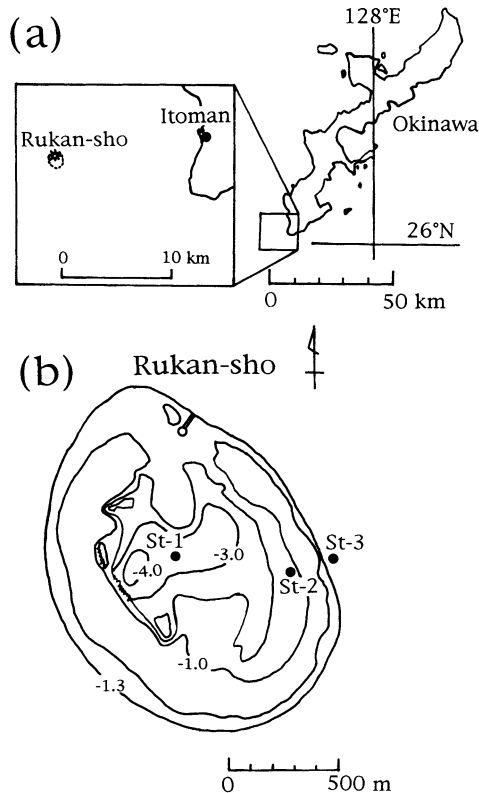 (a)
128°E
Itoman
Rukan-sho
Okinawa
26°N
0 10 km
0 50 km
(b)
Rukan-sho
St-1
St-3
-3.0
-4.0
St-2
-1.0
-1.3
0 500 m